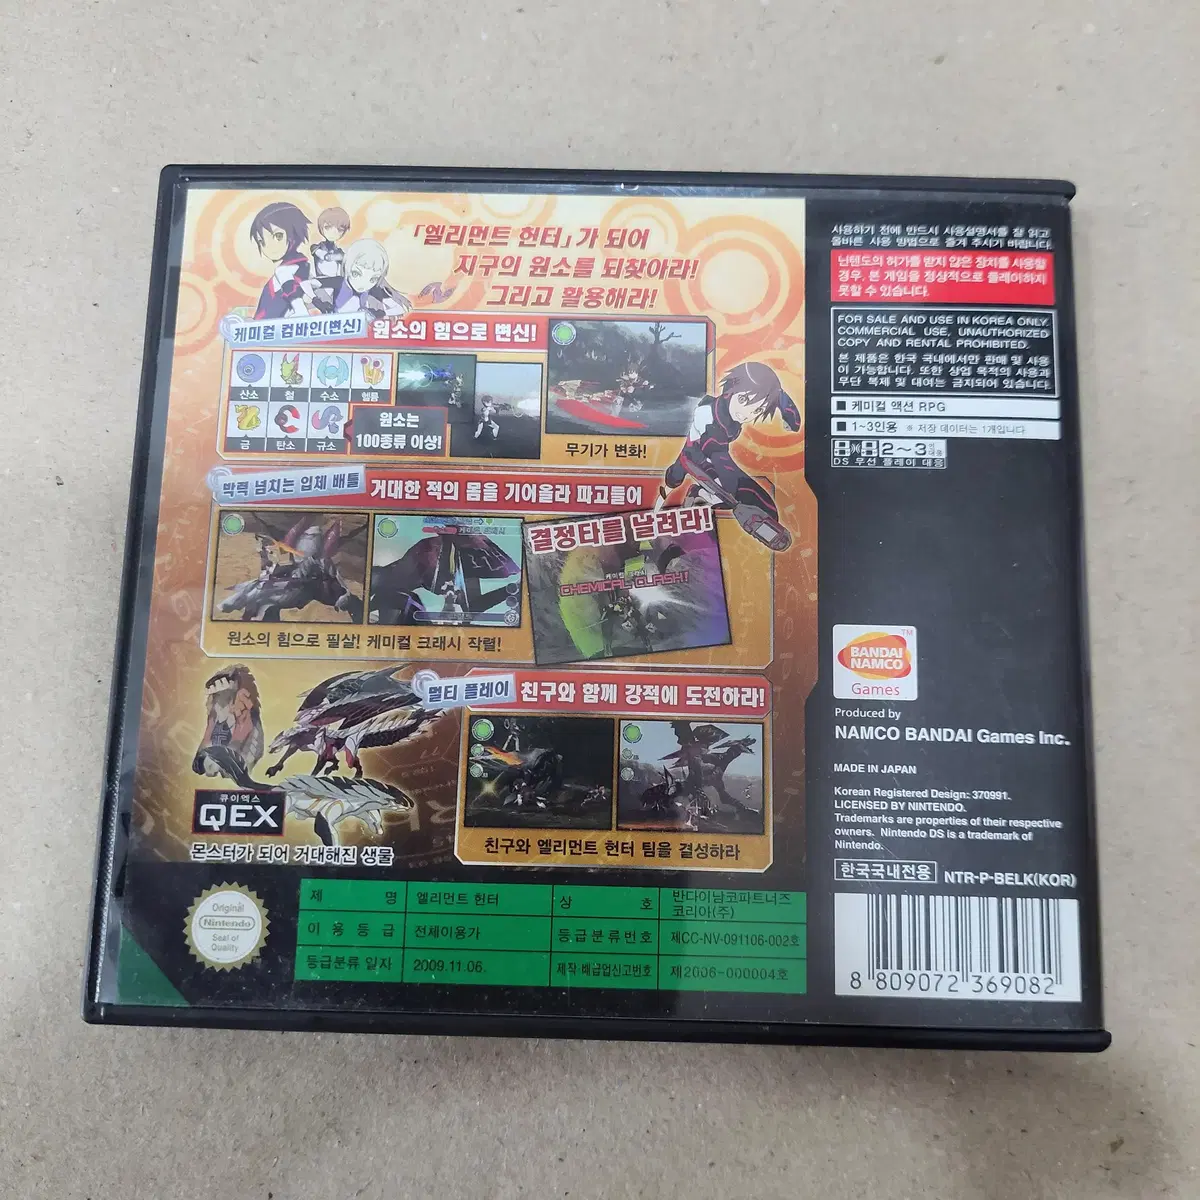 「엘리먼트 헌터」가 되어
지구의 원소를 되찾아라!
그리고 활용해라!
케미컬 컴바인(변신) 원소의 힘으로 변신!
산소 철 수소 헬륨
금 탄소 규소
원소는
100종류 이상!
무기가 변화!
박력 넘치는 입체 배틀 거대한 적의 몸을 기어올라 파고들어
결정타를 날려라!
CHEMICAL CLASH!
원소의 힘으로 필살! 케미컬 크래시 작렬!
멀티 플레이 친구와 함께 강적에 도전하라!
친구와 엘리먼트 헌터 팀을 결성하라
큐이엑스
QEX
몬스터가 되어 거대해진 생물
Original
Nintendo
Seal of
Quality
제 명 엘리먼트 헌터 상 호 반다이남코파트너즈
코리아(주)
이 용 등 급 전체이용가 등급분류번호 제CC-NV-091106-002호
등급분류 일자 2009.11.06. 제작·배급업신고번호 제2006-000004호
사용하기 전에 반드시 사용설명서를 잘 읽고
올바른 사용 방법으로 즐겨 주시기 바랍니다.
닌텐도의 허가를 받지 않은 장치를 사용할
경우, 본 게임을 정상적으로 플레이하지
못할 수 있습니다.
FOR SALE AND USE IN KOREA ONLY.
COMMERCIAL USE, UNAUTHORIZED
COPY AND RENTAL PROHIBITED.
본 제품은 한국 국내에서만 판매 및 사용
이 가능합니다. 또한 상업 목적의 사용과
무단 복제 및 대여는 금지되어 있습니다.
■ 케미컬 액션 RPG
■ 1~3인용 ※ 저장 데이터는 1개입니다
2~3인
DS 무선 플레이 대응
BANDAI
NAMCO
Games
TM
Produced by
NAMCO BANDAI Games Inc.
MADE IN JAPAN
Korean Registered Design: 370991.
LICENSED BY NINTENDO.
Trademarks are properties of their respective
owners. Nintendo DS is a trademark of
Nintendo.
한국국내전용 NTR-P-BELK(KOR)
8 809072 369082